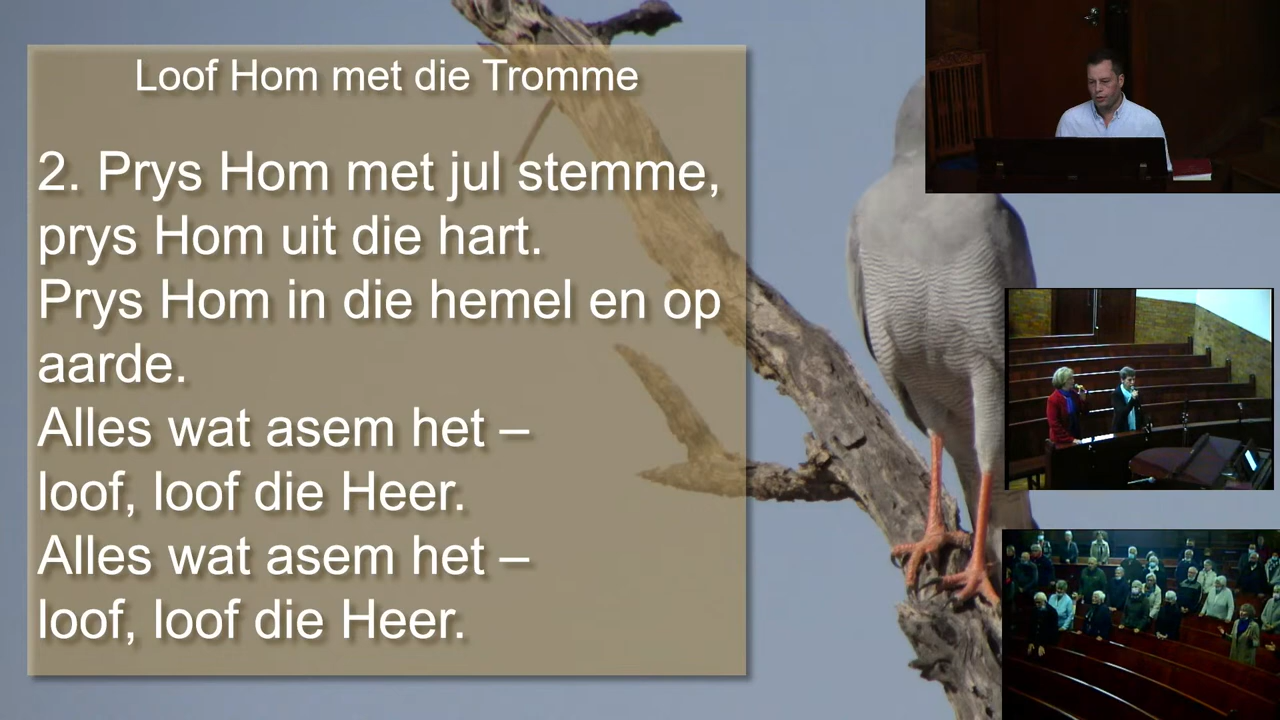 Loof Hom met die Tromme
2. Prys Hom met jul stemme,
prys Hom uit die hart.
Prys Hom in die hemel en op
aarde.
Alles wat asem het –
loof, loof die Heer.
Alles wat asem het –
loof, loof die Heer.